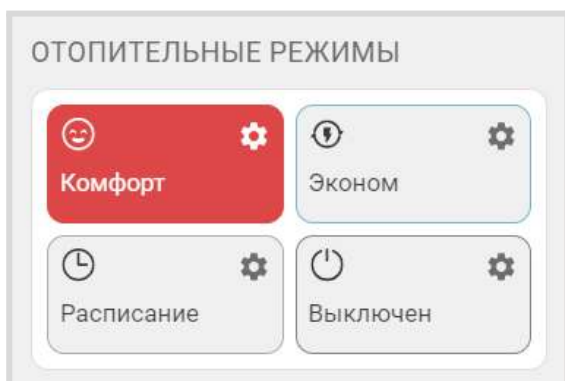 ОТОПИТЕЛЬНЫЕ РЕЖИМЫ
Комфорт
Эконом
Расписание
Выключен